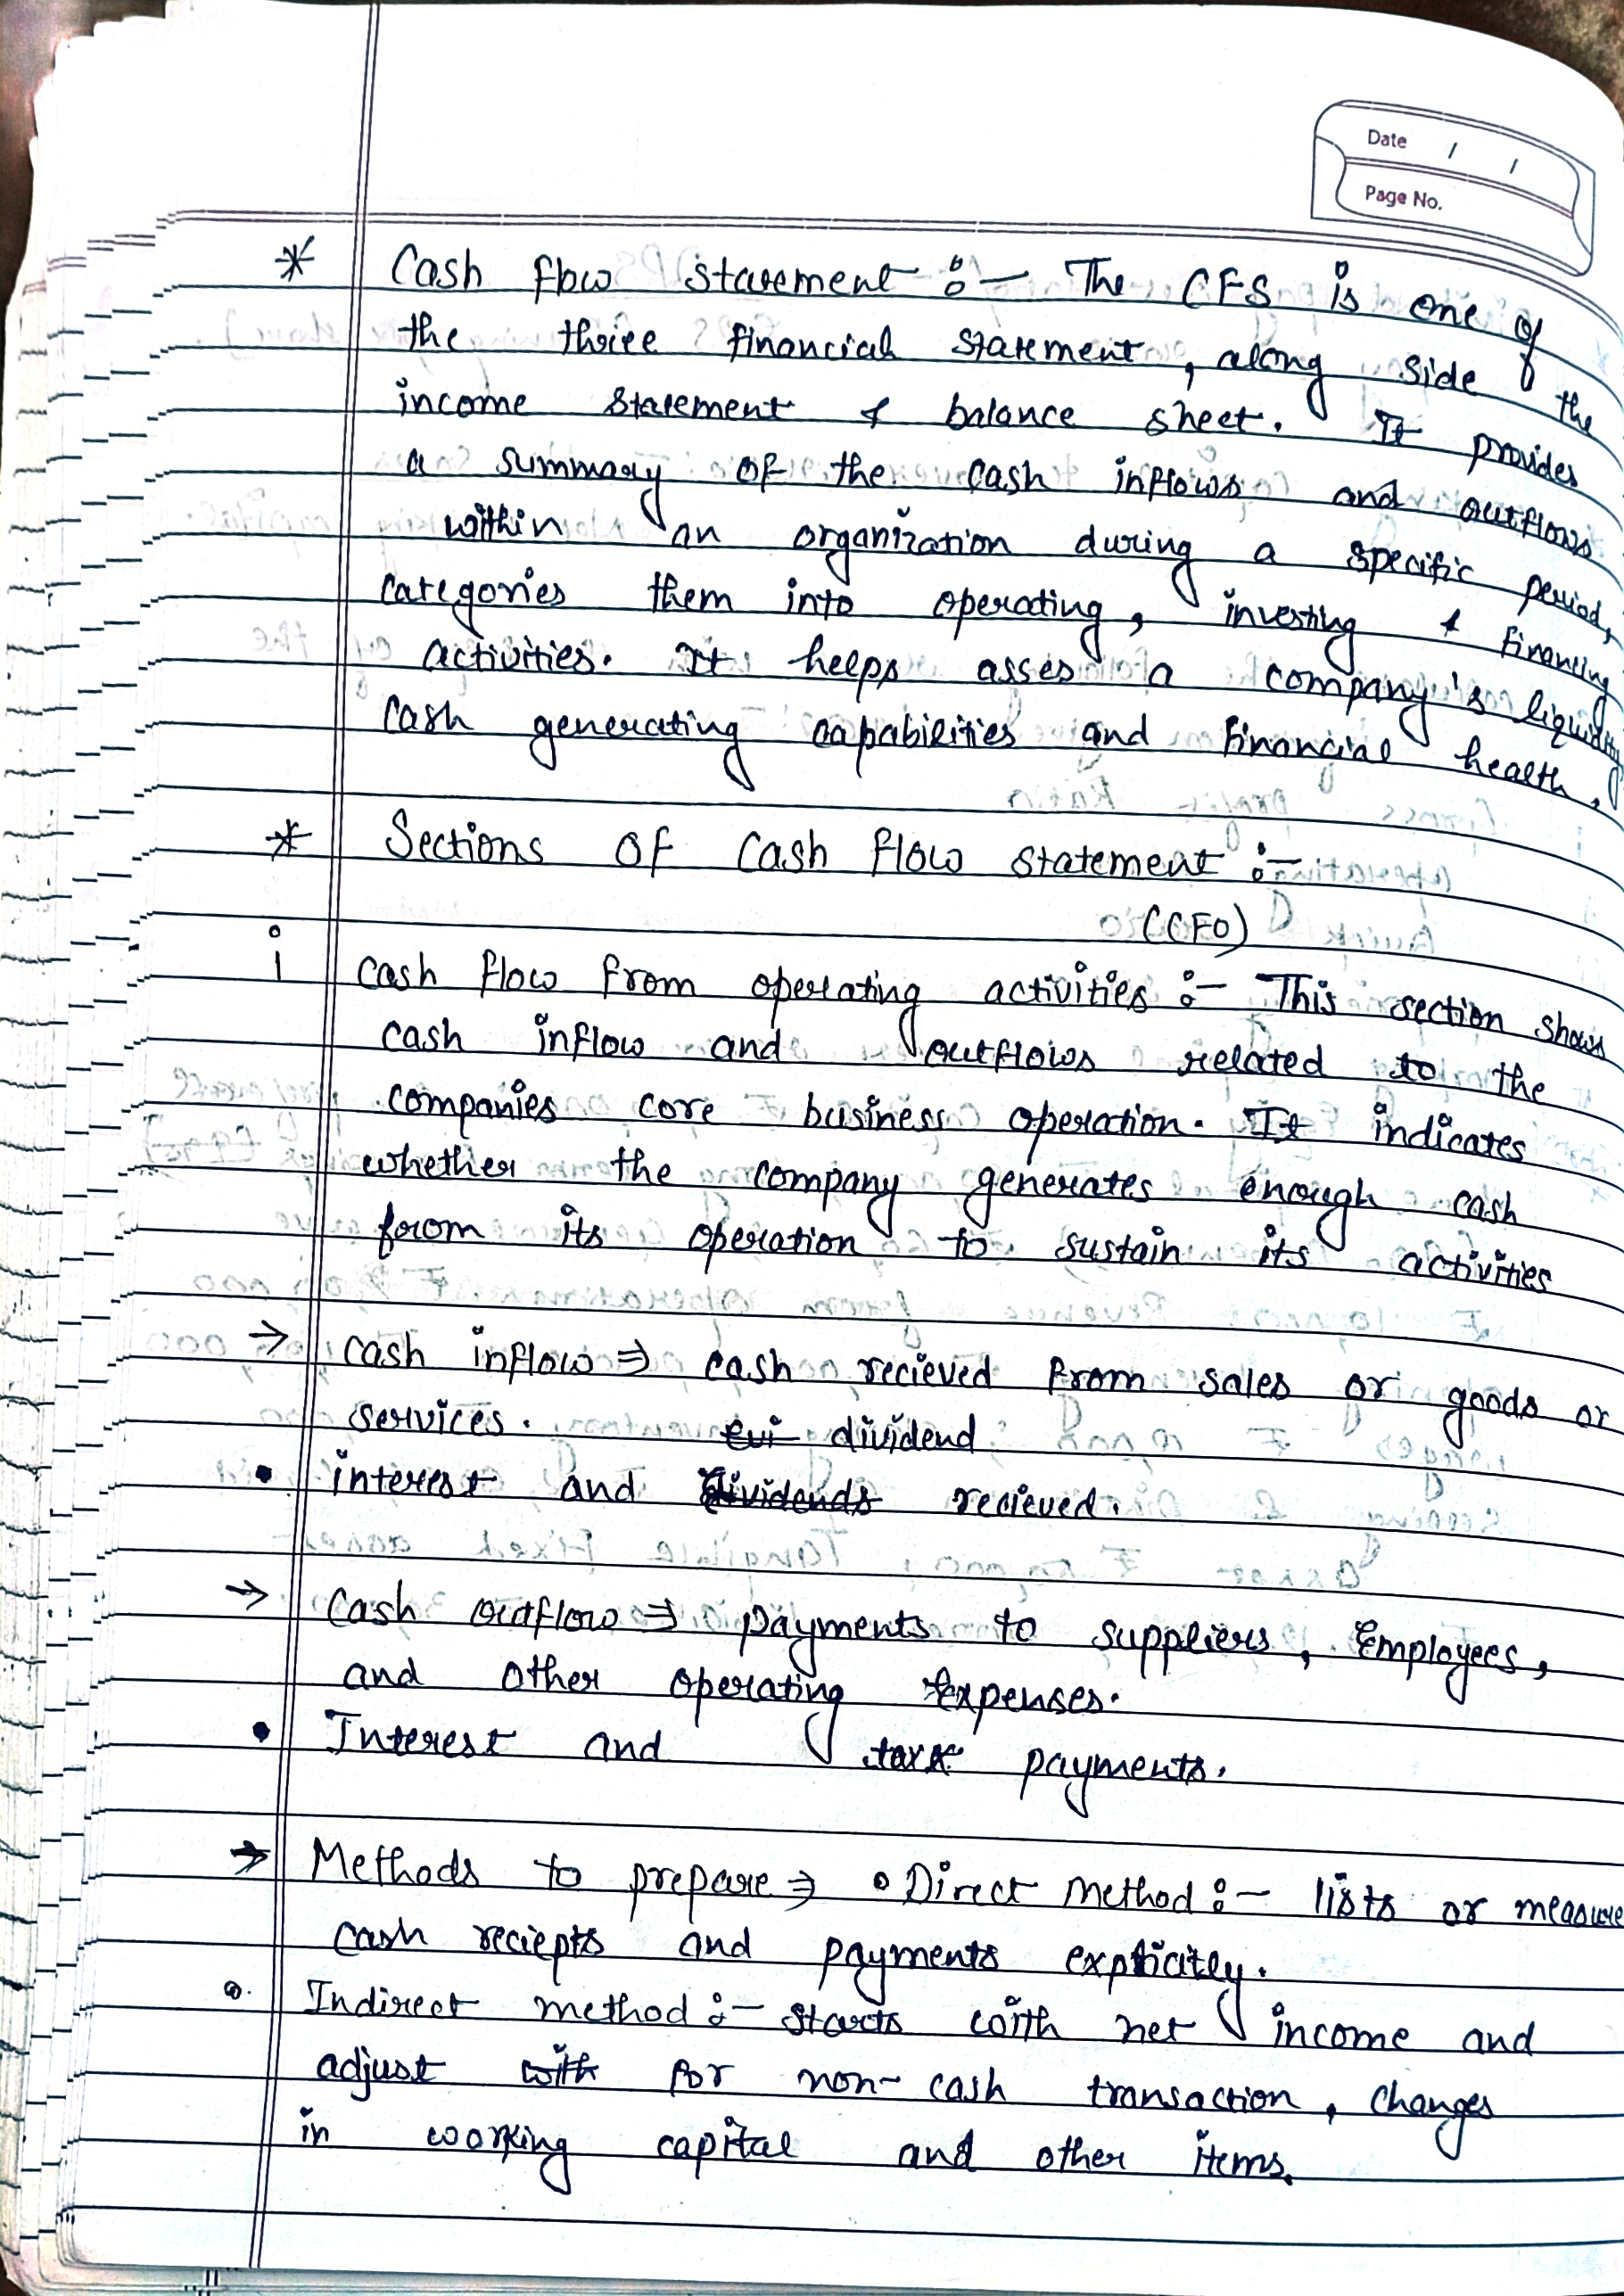 Date / /
Page No.
* Cash flow statement :- The CFS is one of
the three financial statement, along side the
income statement & balance sheet. It provides
a summary of the cash inflows and outflows
within an organization during a specific period,
categories them into operating, investing & financing
activities. It helps asses a company's liquidity
cash generating capabilities and financial health.
* Sections of cash flow statement :-
(CFO)
i cash flow from operating activities :- This section shows
cash inflow and outflows related to the
companies core business operation. It indicates
whether the company generates enough cash
from its operation to sustain its activities
→ cash inflow ⇒ cash recieved from sales or goods or
services. dividend
• interest and dividends recieved.
→ Cash outflow ⇒ payments to suppliers, Employees,
and other operating expenses.
• Interest and tax payments.
→ Methods to prepare ⇒ • Direct method :- lists or measure
cash reciepts and payments explicitly.
• Indirect method :- starts with net income and
adjust with for non-cash transaction, changes
in working capital and other items.